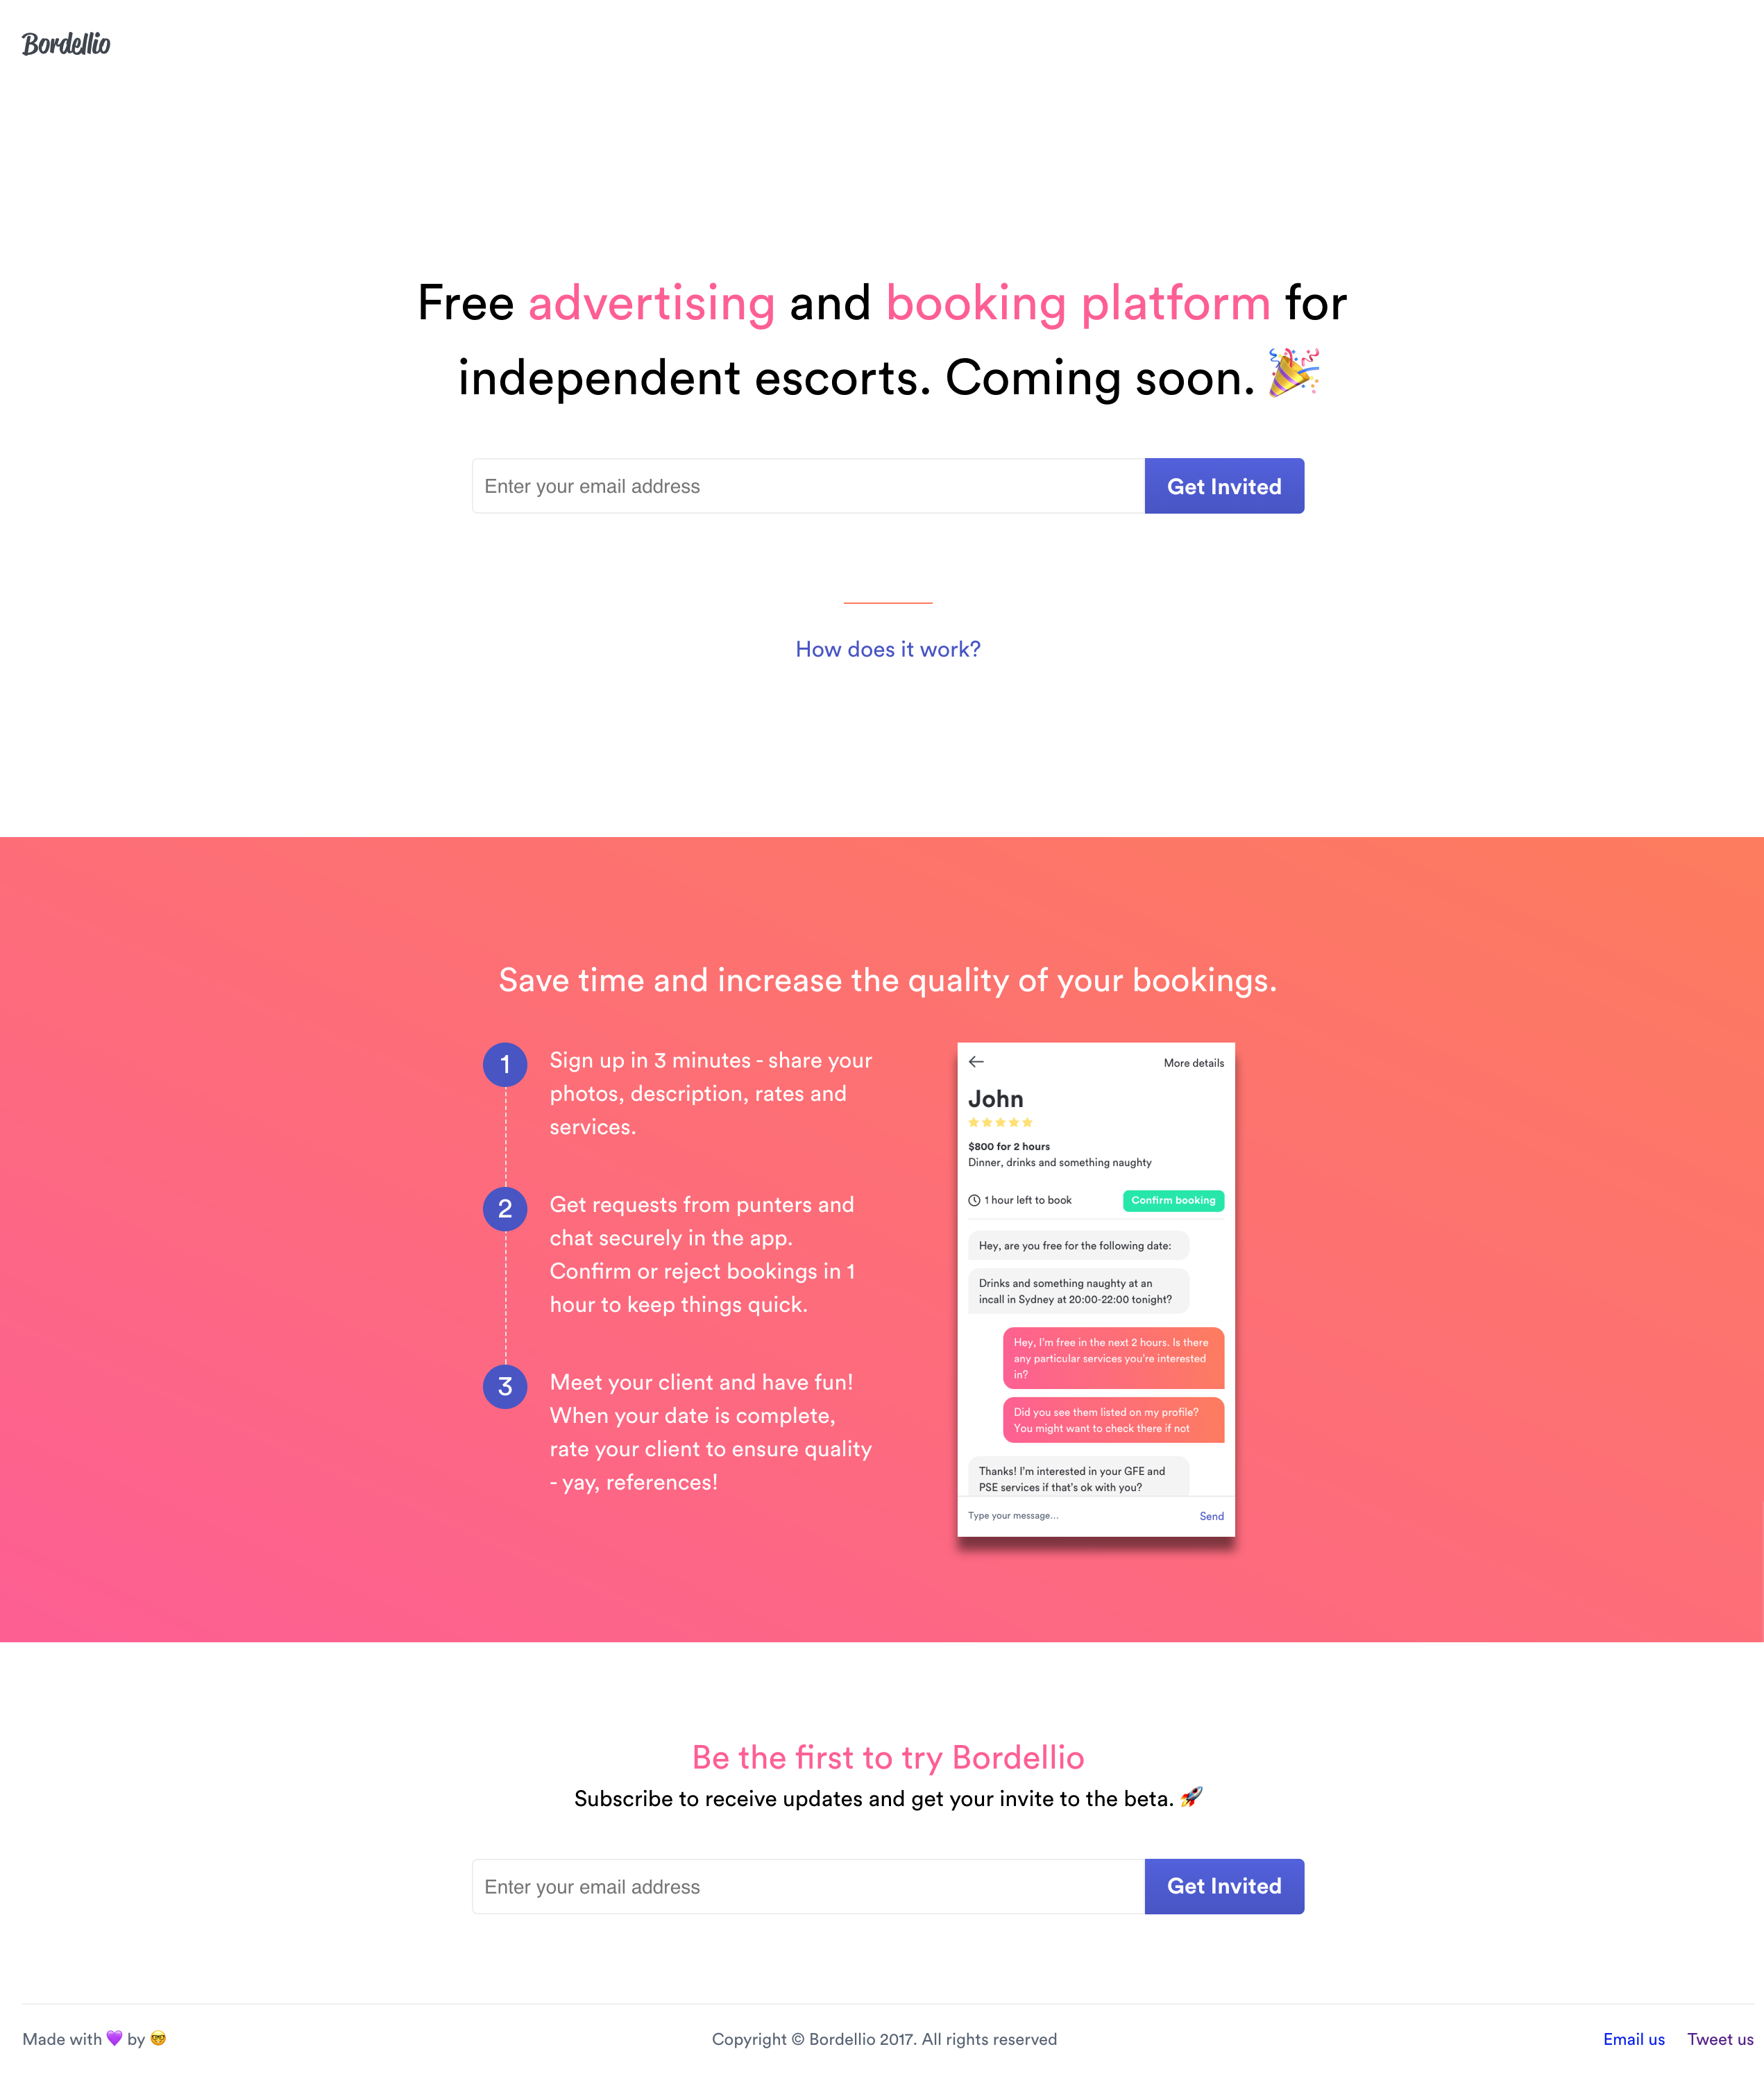 Bordellio
Free advertising and booking platform for
independent escorts. Coming soon. 🎉
Enter your email address
Get Invited
How does it work?
Save time and increase the quality of your bookings.
1
Sign up in 3 minutes - share your
photos, description, rates and
services.
2
Get requests from punters and
chat securely in the app.
Confirm or reject bookings in 1
hour to keep things quick.
3
Meet your client and have fun!
When your date is complete,
rate your client to ensure quality
- yay, references!
More details
John
$800 for 2 hours
Dinner, drinks and something naughty
1 hour left to book
Confirm booking
Hey, are you free for the following date:
Drinks and something naughty at an
incall in Sydney at 20:00-22:00 tonight?
Hey, I'm free in the next 2 hours. Is there
any particular services you're interested
in?
Did you see them listed on my profile?
You might want to check there if not
Thanks! I'm interested in your GFE and
PSE services if that's ok with you?
Type your message...
Send
Be the first to try Bordellio
Subscribe to receive updates and get your invite to the beta. 🚀
Enter your email address
Get Invited
Made with 💜 by 🤓
Copyright © Bordellio 2017. All rights reserved
Email us
Tweet us